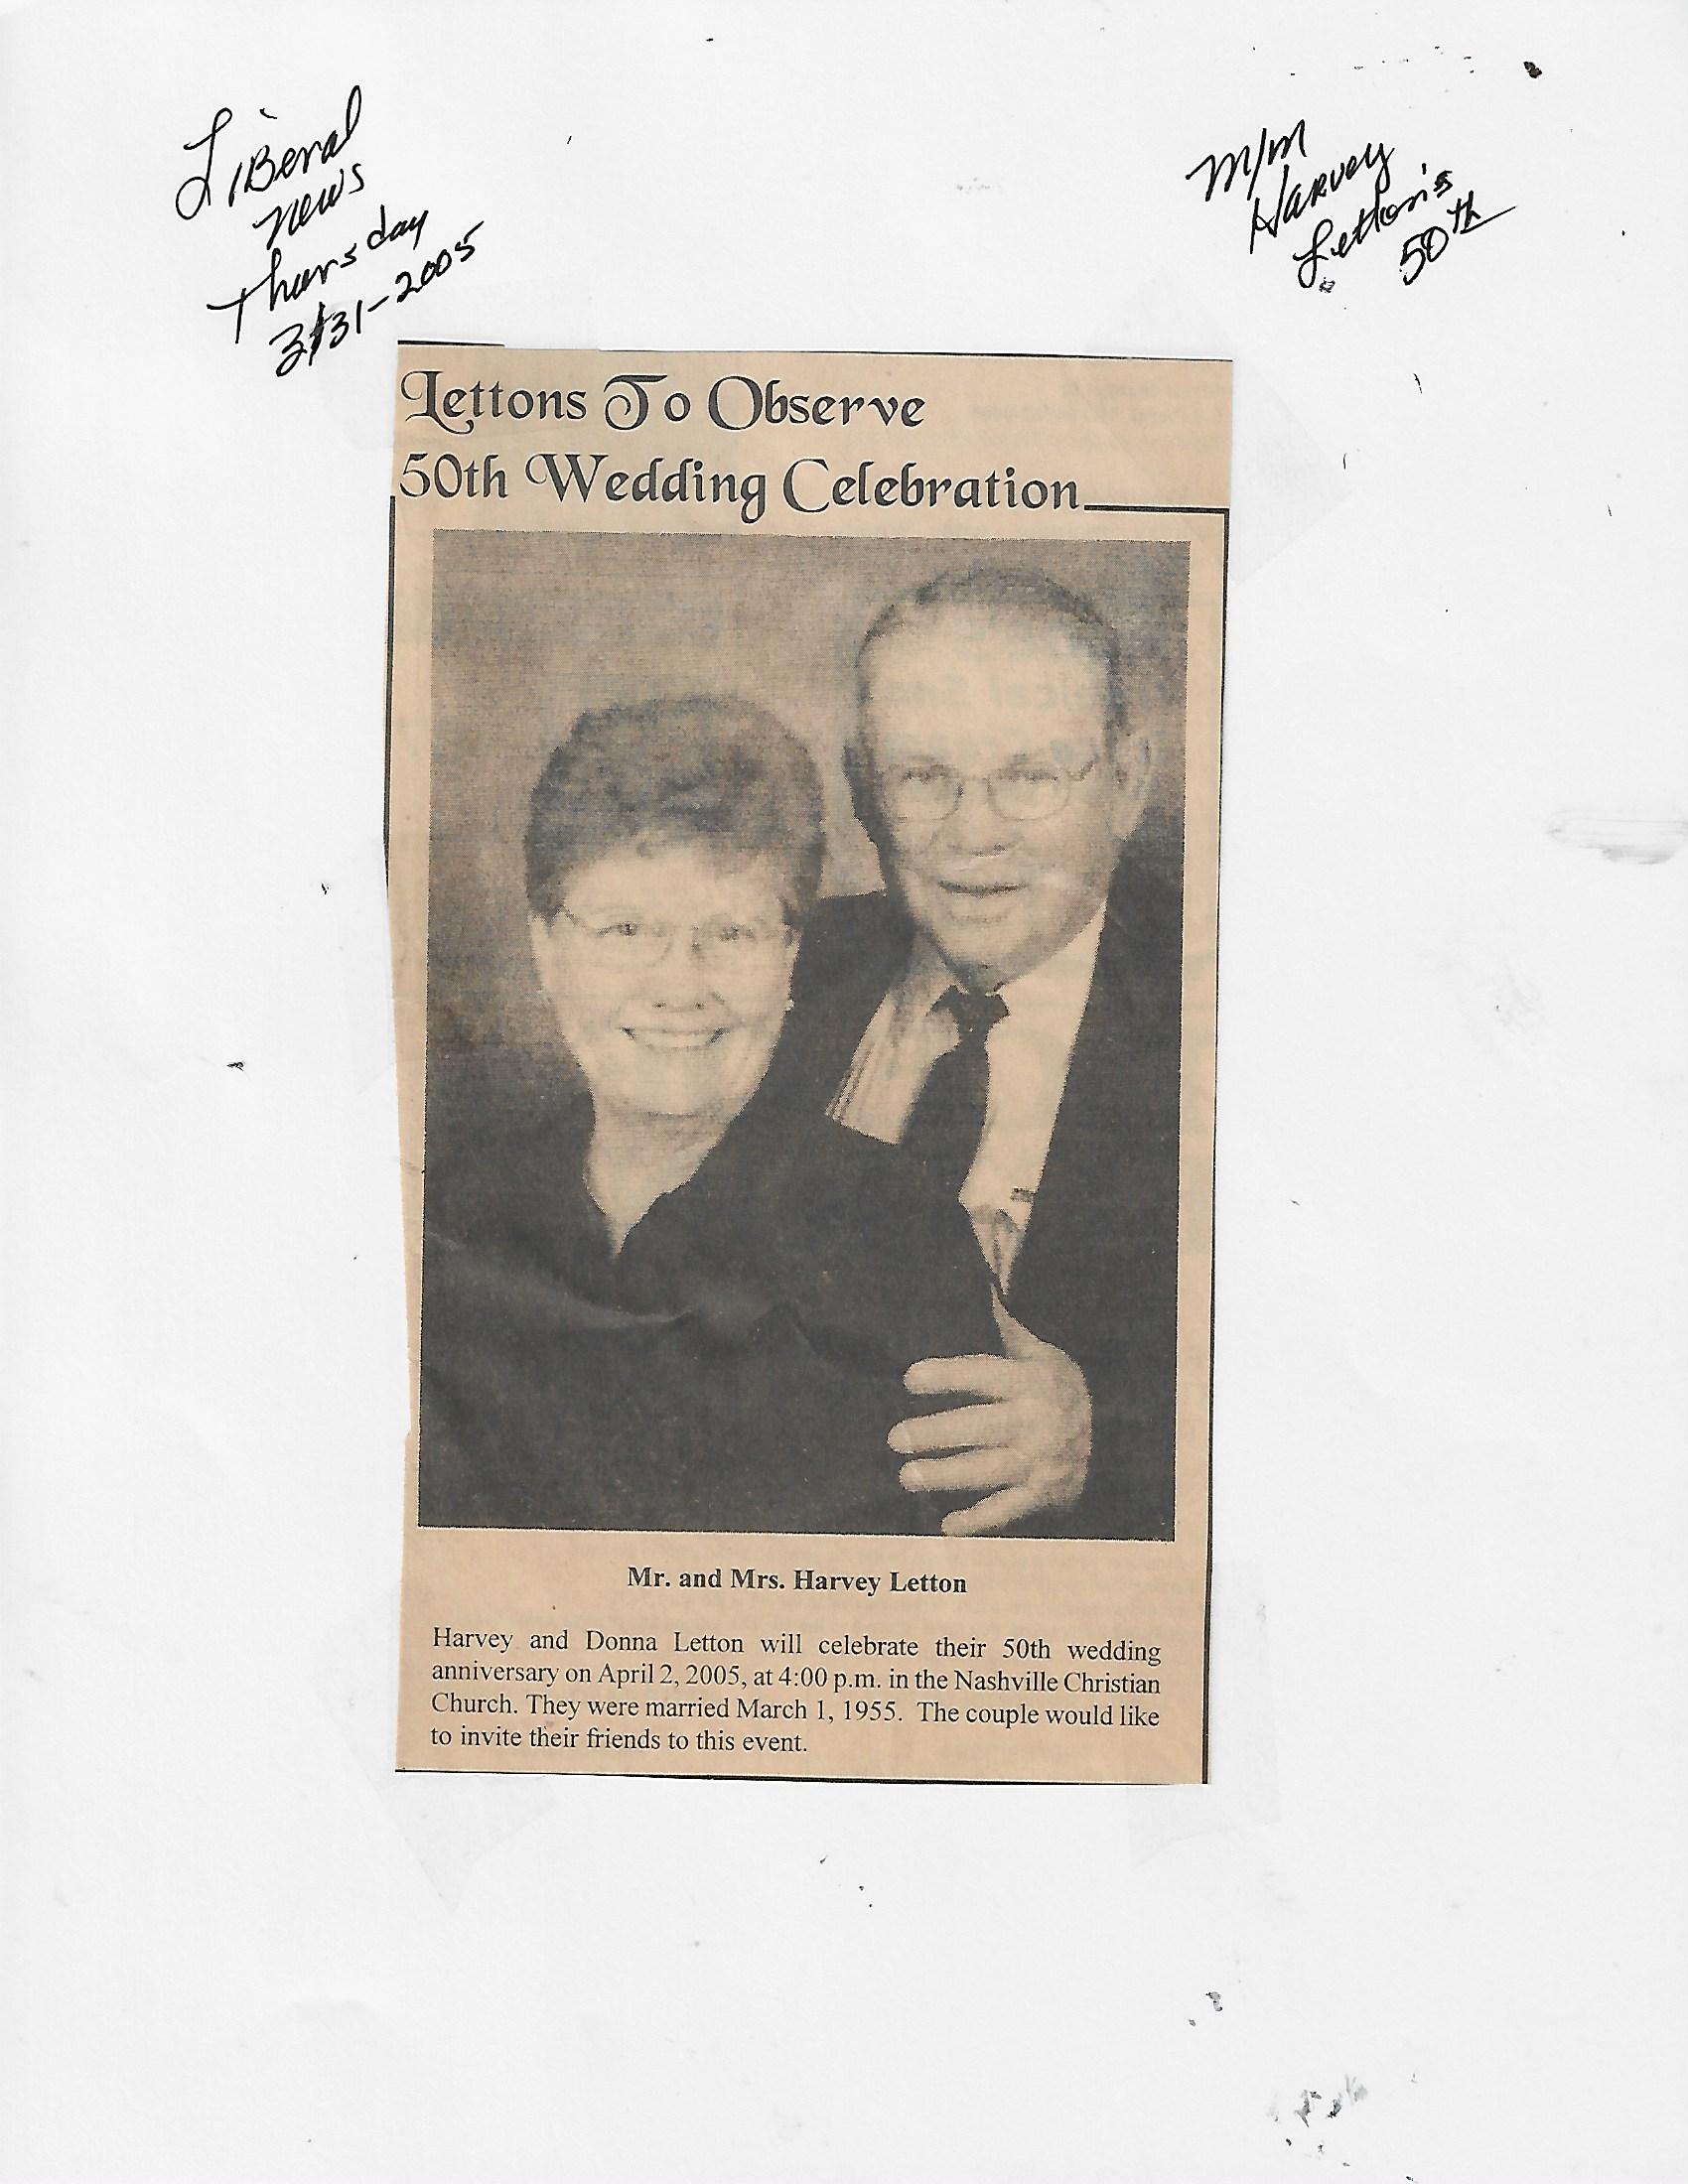 LiBeral
news
Thursday
3/31-2005
M/M
Harvey
Letton's
50th
Lettons To Observe
50th Wedding Celebration
Mr. and Mrs. Harvey Letton
Harvey and Donna Letton will celebrate their 50th wedding
anniversary on April 2, 2005, at 4:00 p.m. in the Nashville Christian
Church. They were married March 1, 1955. The couple would like
to invite their friends to this event.